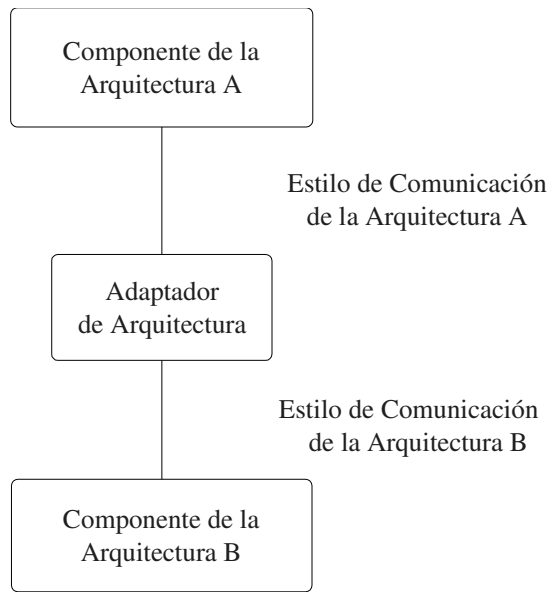 Componente de la
Arquitectura A
Estilo de Comunicación
de la Arquitectura A
Adaptador
de Arquitectura
Estilo de Comunicación
de la Arquitectura B
Componente de la
Arquitectura B